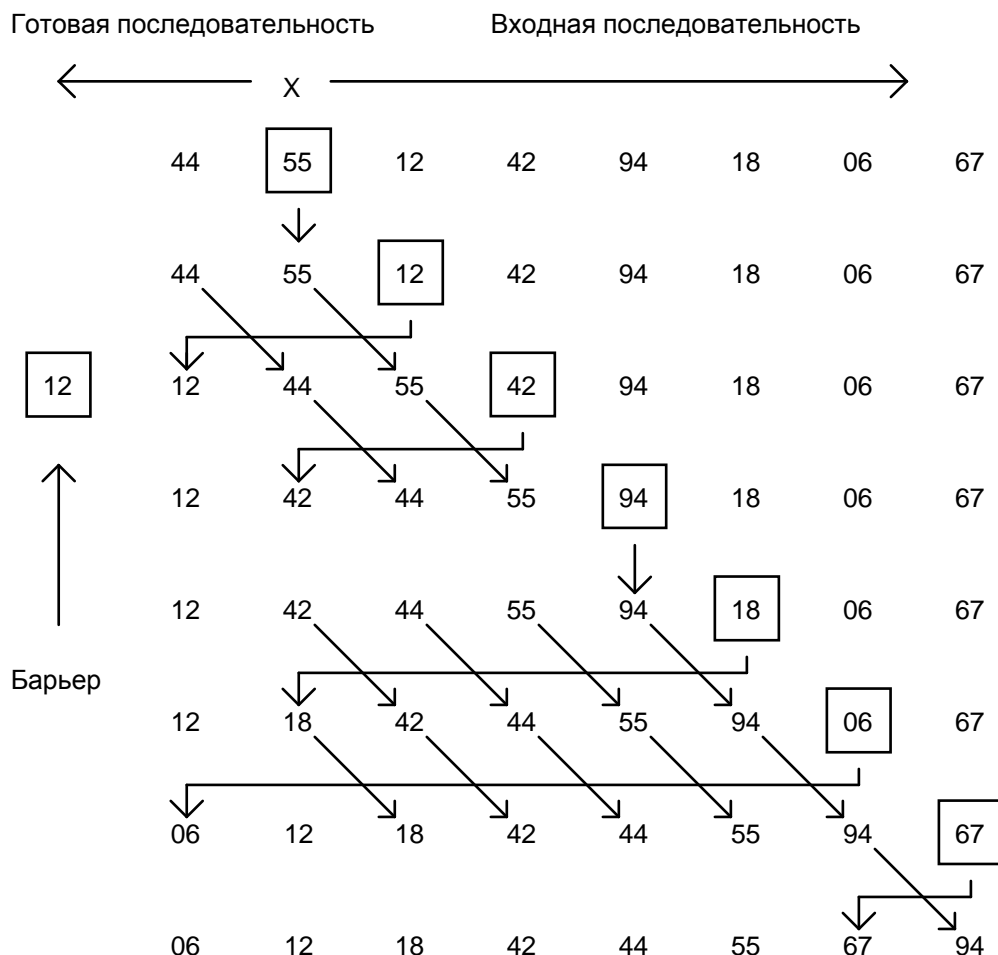 Готовая последовательность Входная последовательность
X
44 55 12 42 94 18 06 67
44 55 12 42 94 18 06 67
12 12 44 55 42 94 18 06 67
12 42 44 55 94 18 06 67
12 42 44 55 94 18 06 67
Барьер
12 18 42 44 55 94 06 67
06 12 18 42 44 55 94 67
06 12 18 42 44 55 67 94